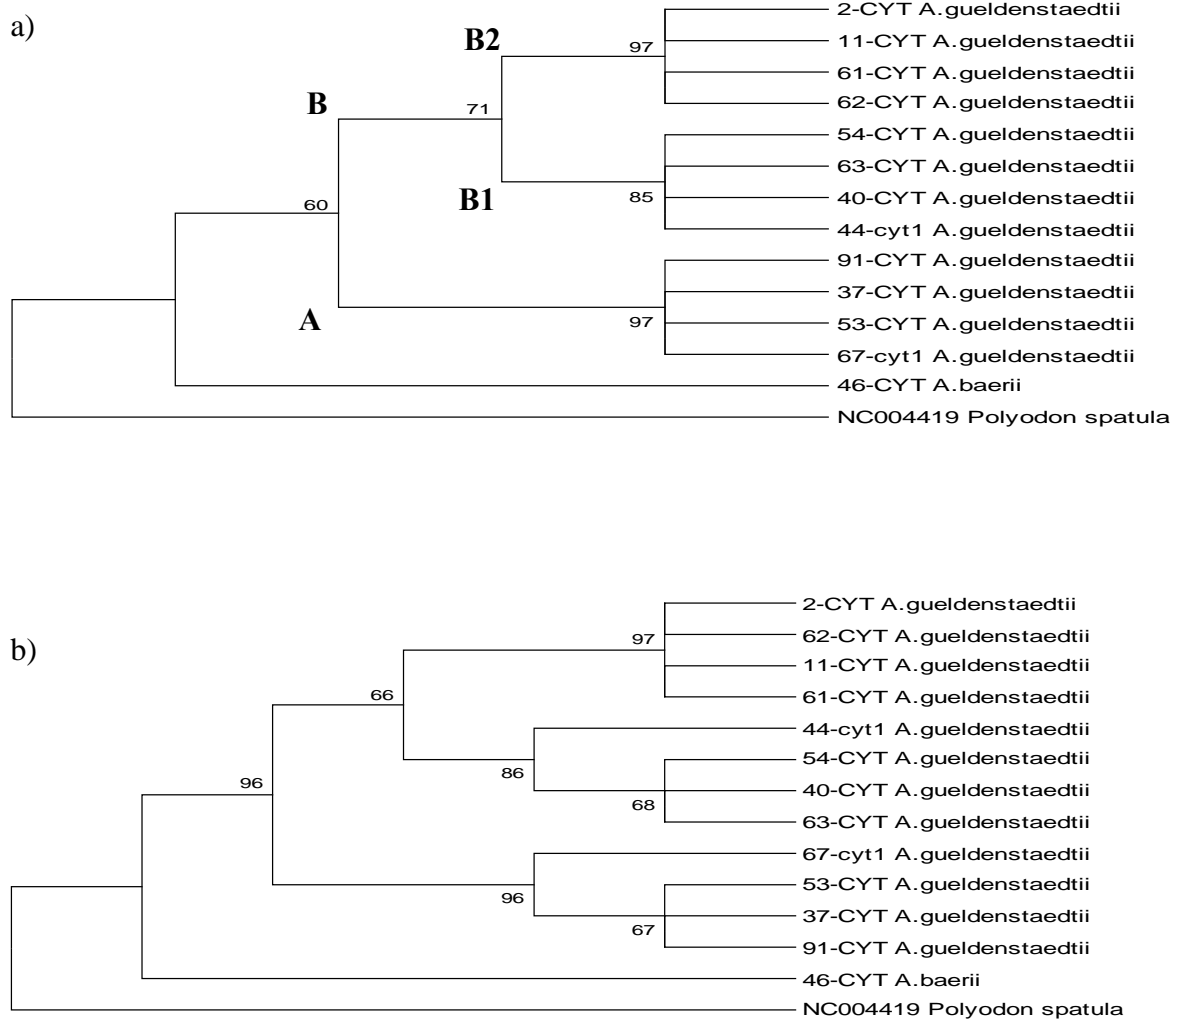 a)
2-CYT A.gueldenstaedtii
B2
97
11-CYT A.gueldenstaedtii
61-CYT A.gueldenstaedtii
B
71
62-CYT A.gueldenstaedtii
54-CYT A.gueldenstaedtii
63-CYT A.gueldenstaedtii
60
B1
85
40-CYT A.gueldenstaedtii
44-cyt1 A.gueldenstaedtii
91-CYT A.gueldenstaedtii
37-CYT A.gueldenstaedtii
A
97
53-CYT A.gueldenstaedtii
67-cyt1 A.gueldenstaedtii
46-CYT A.baerii
NC004419 Polyodon spatula
b)
2-CYT A.gueldenstaedtii
97
62-CYT A.gueldenstaedtii
11-CYT A.gueldenstaedtii
66
61-CYT A.gueldenstaedtii
44-cyt1 A.gueldenstaedtii
86
54-CYT A.gueldenstaedtii
96
40-CYT A.gueldenstaedtii
68
63-CYT A.gueldenstaedtii
67-cyt1 A.gueldenstaedtii
96
53-CYT A.gueldenstaedtii
37-CYT A.gueldenstaedtii
67
91-CYT A.gueldenstaedtii
46-CYT A.baerii
NC004419 Polyodon spatula